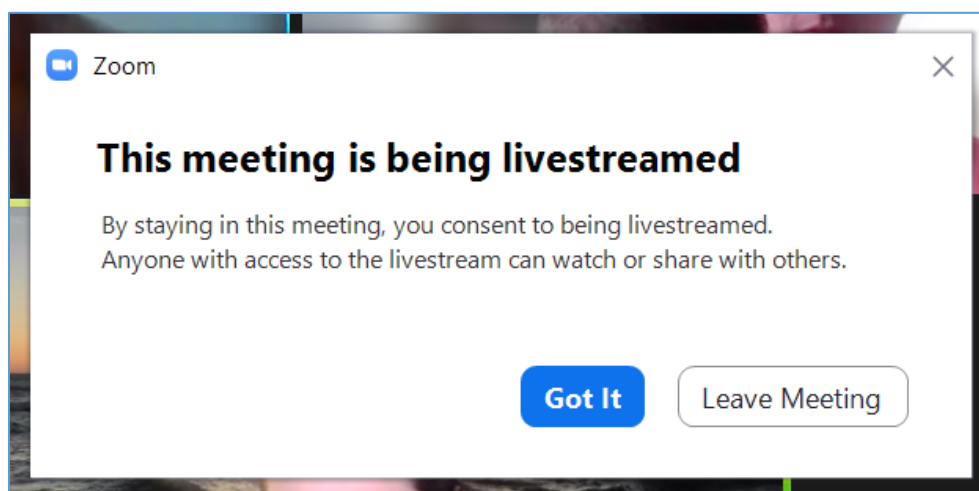 Zoom
This meeting is being livestreamed
By staying in this meeting, you consent to being livestreamed.
Anyone with access to the livestream can watch or share with others.
Got It
Leave Meeting